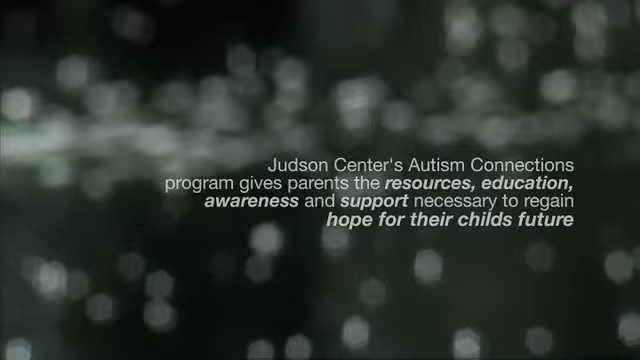 Judson Center's Autism Connections
program gives parents the resources, education,
awareness and support necessary to regain
hope for their childs future